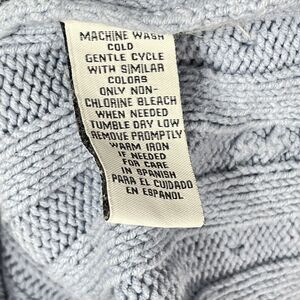 MACHINE WASH
COLD
GENTLE CYCLE
WITH SIMILAR
COLORS
ONLY NON-
CHLORINE BLEACH
WHEN NEEDED
TUMBLE DRY LOW
REMOVE PROMPTLY
WARM IRON
IF NEEDED
FOR CARE
IN SPANISH
PARA EL CUIDADO
EN ESPANOL